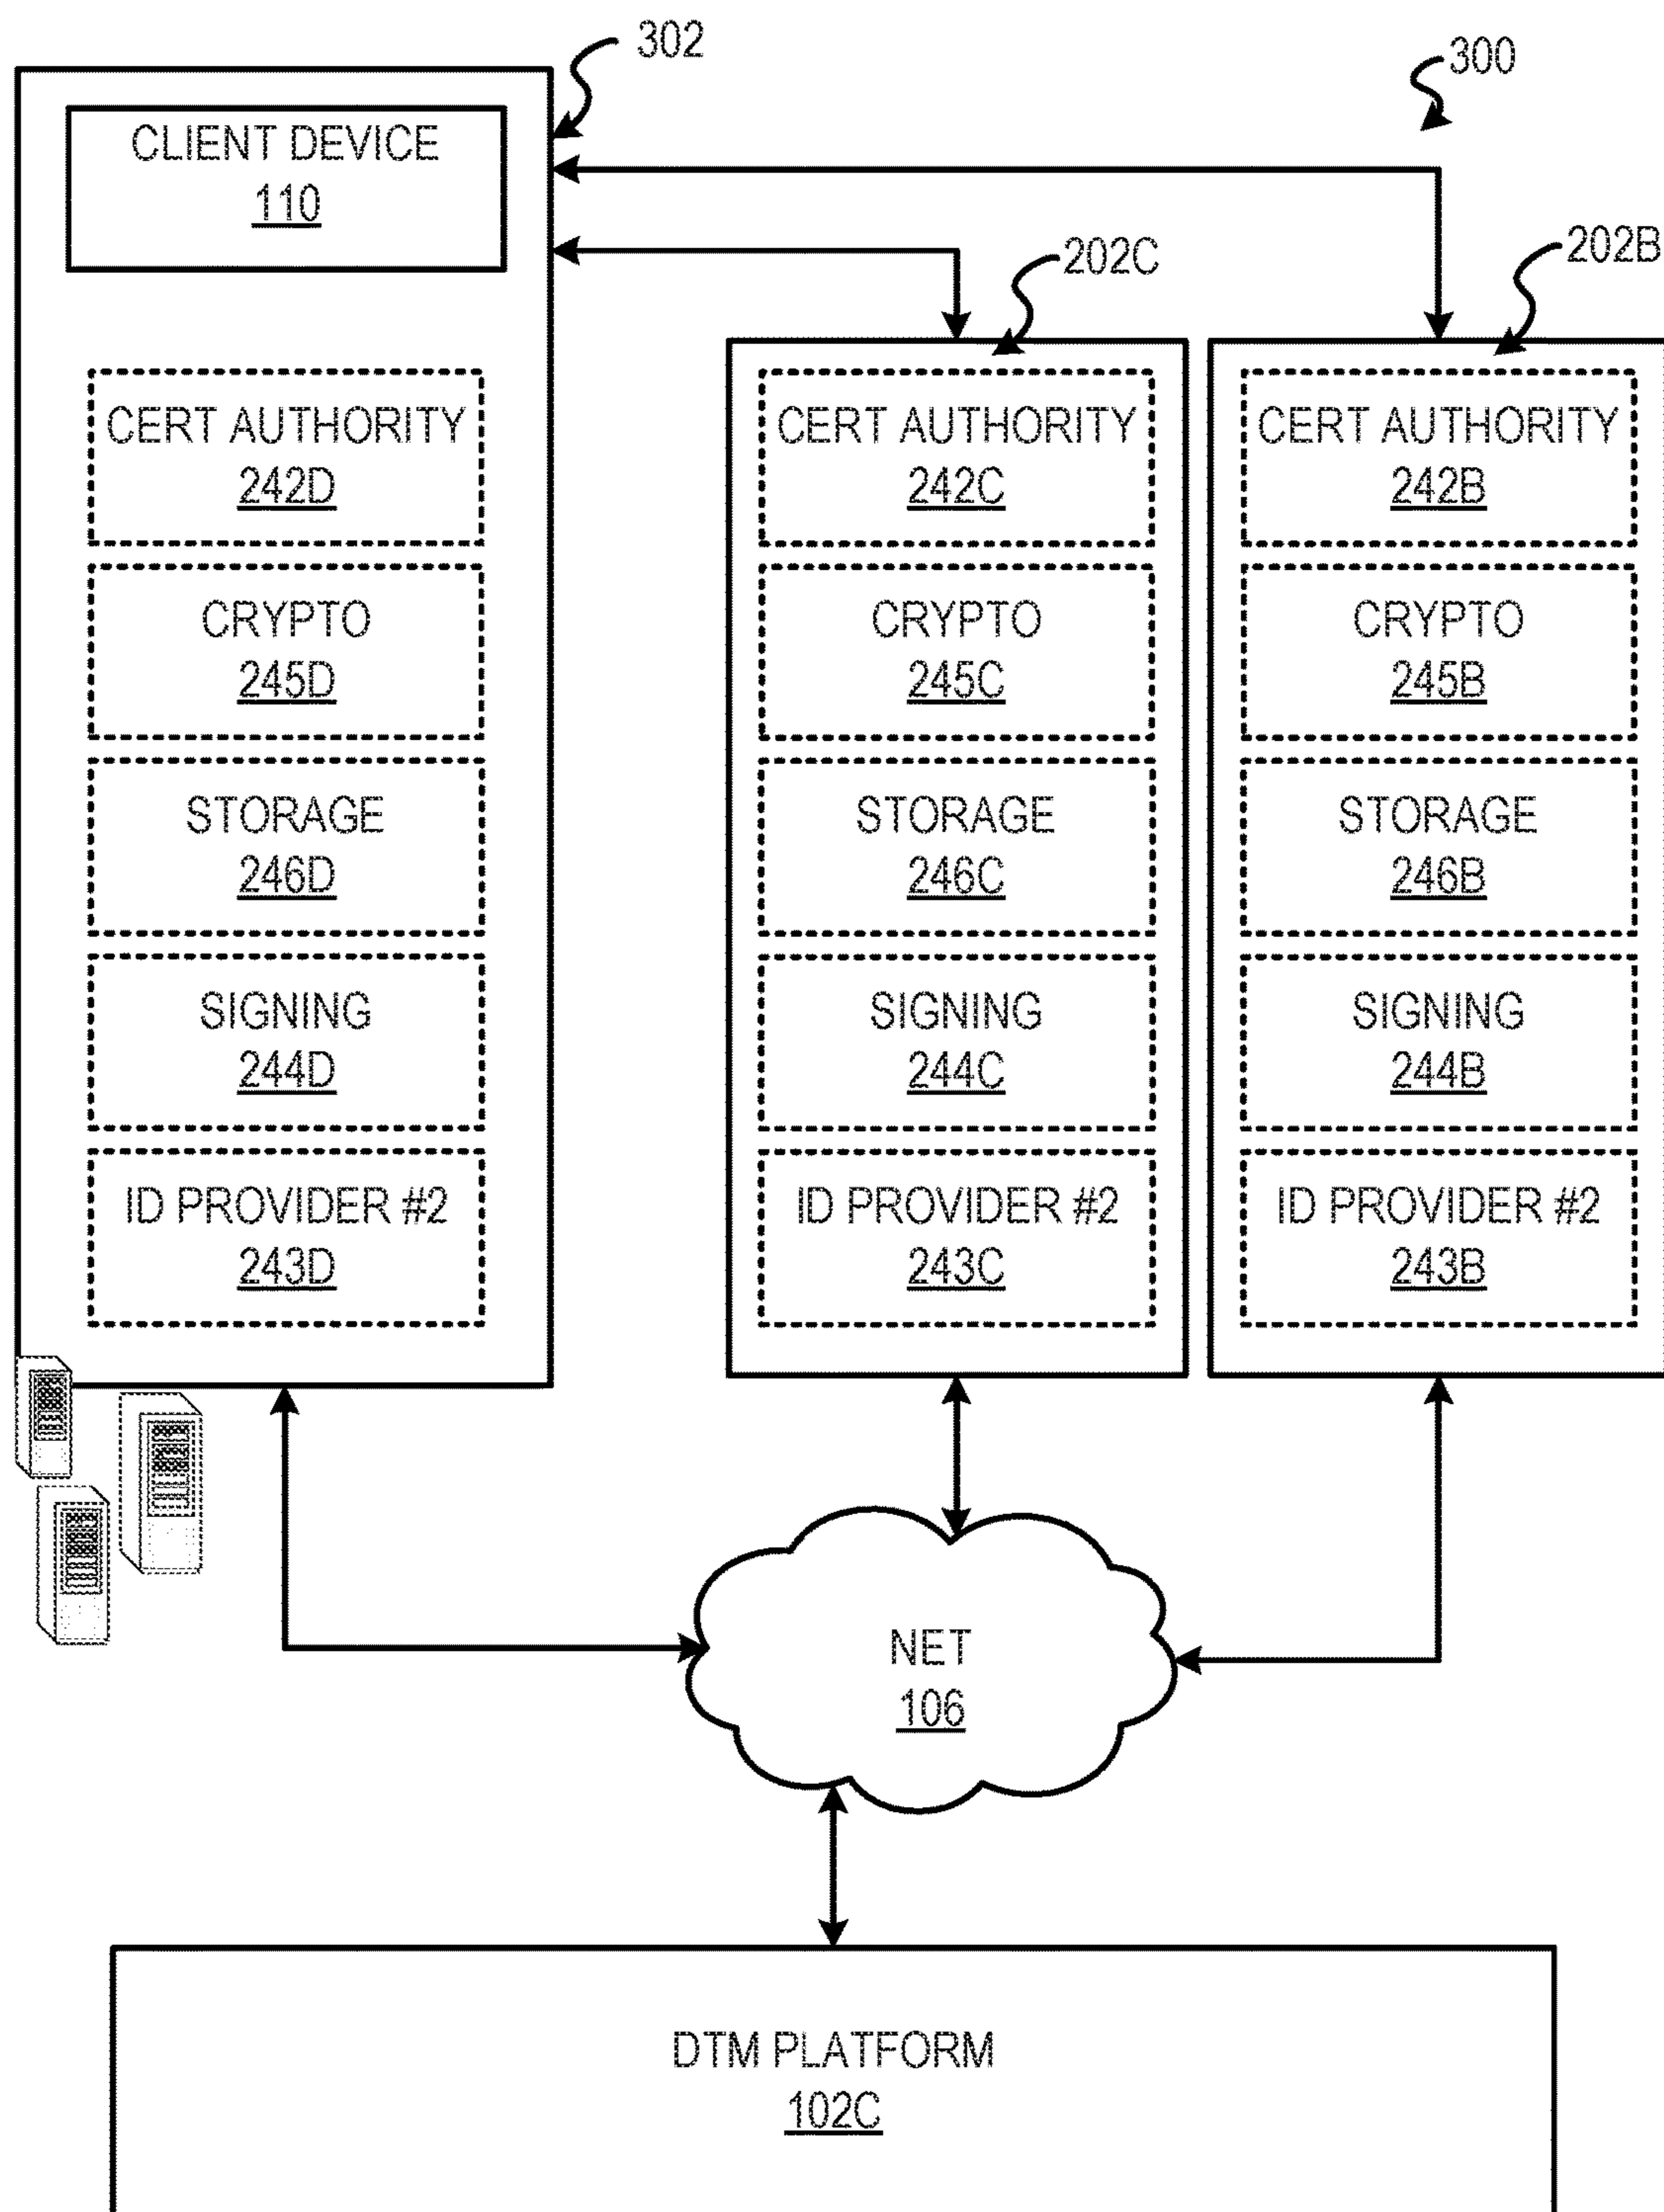 302
300
CLIENT DEVICE
110
202C
202B
CERT AUTHORITY
242D
CRYPTO
245D
STORAGE
246D
SIGNING
244D
ID PROVIDER #2
243D
CERT AUTHORITY
242C
CRYPTO
245C
STORAGE
246C
SIGNING
244C
ID PROVIDER #2
243C
CERT AUTHORITY
242B
CRYPTO
245B
STORAGE
246B
SIGNING
244B
ID PROVIDER #2
243B
NET
106
DTM PLATFORM
102C